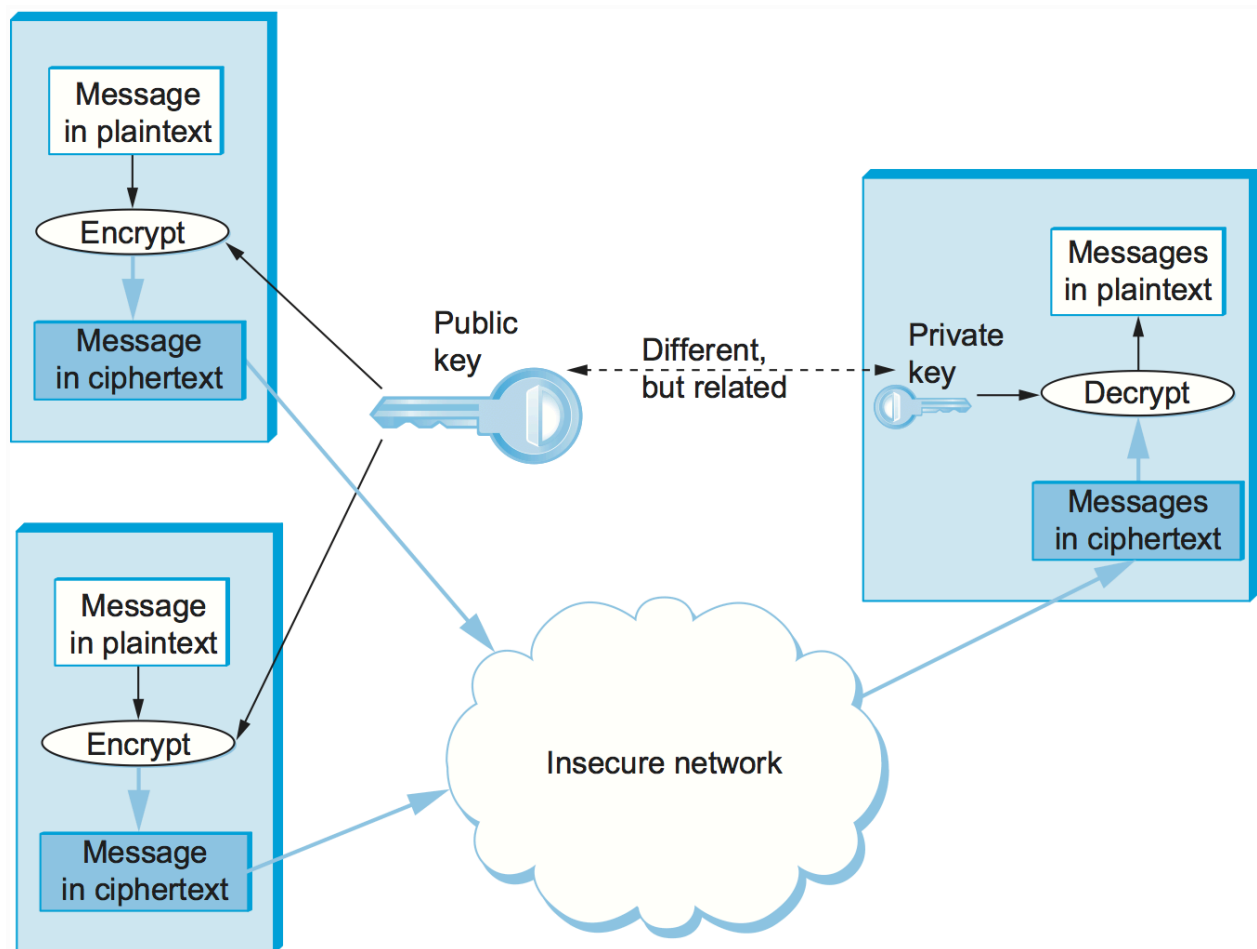 Message
in plaintext
Encrypt
Message
in ciphertext
Public
key
Different,
but related
Private
key
Messages
in plaintext
Decrypt
Messages
in ciphertext
Message
in plaintext
Encrypt
Message
in ciphertext
Insecure network